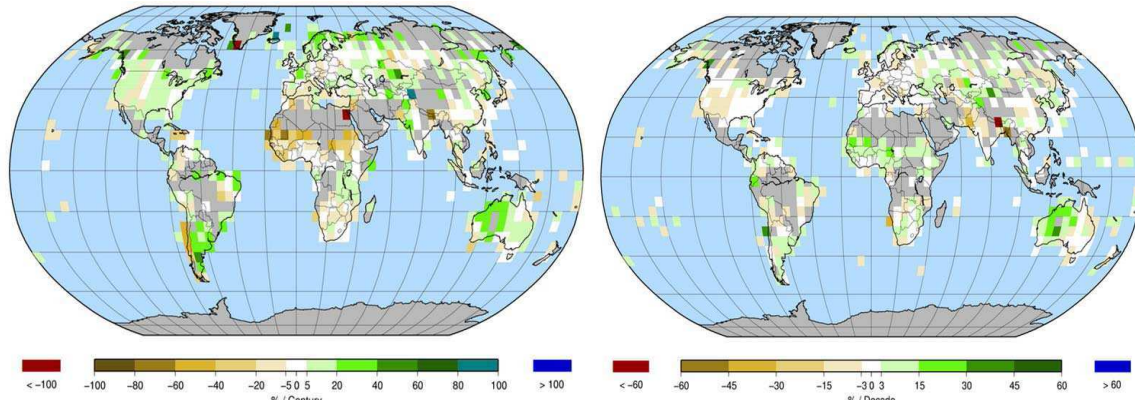 < −100 −100 −80 −60 −40 −20 −5 0 5 20 40 60 80 100 > 100
% / Century
< −60 −60 −45 −30 −15 −3 0 3 15 30 45 60 > 60
% / Decade